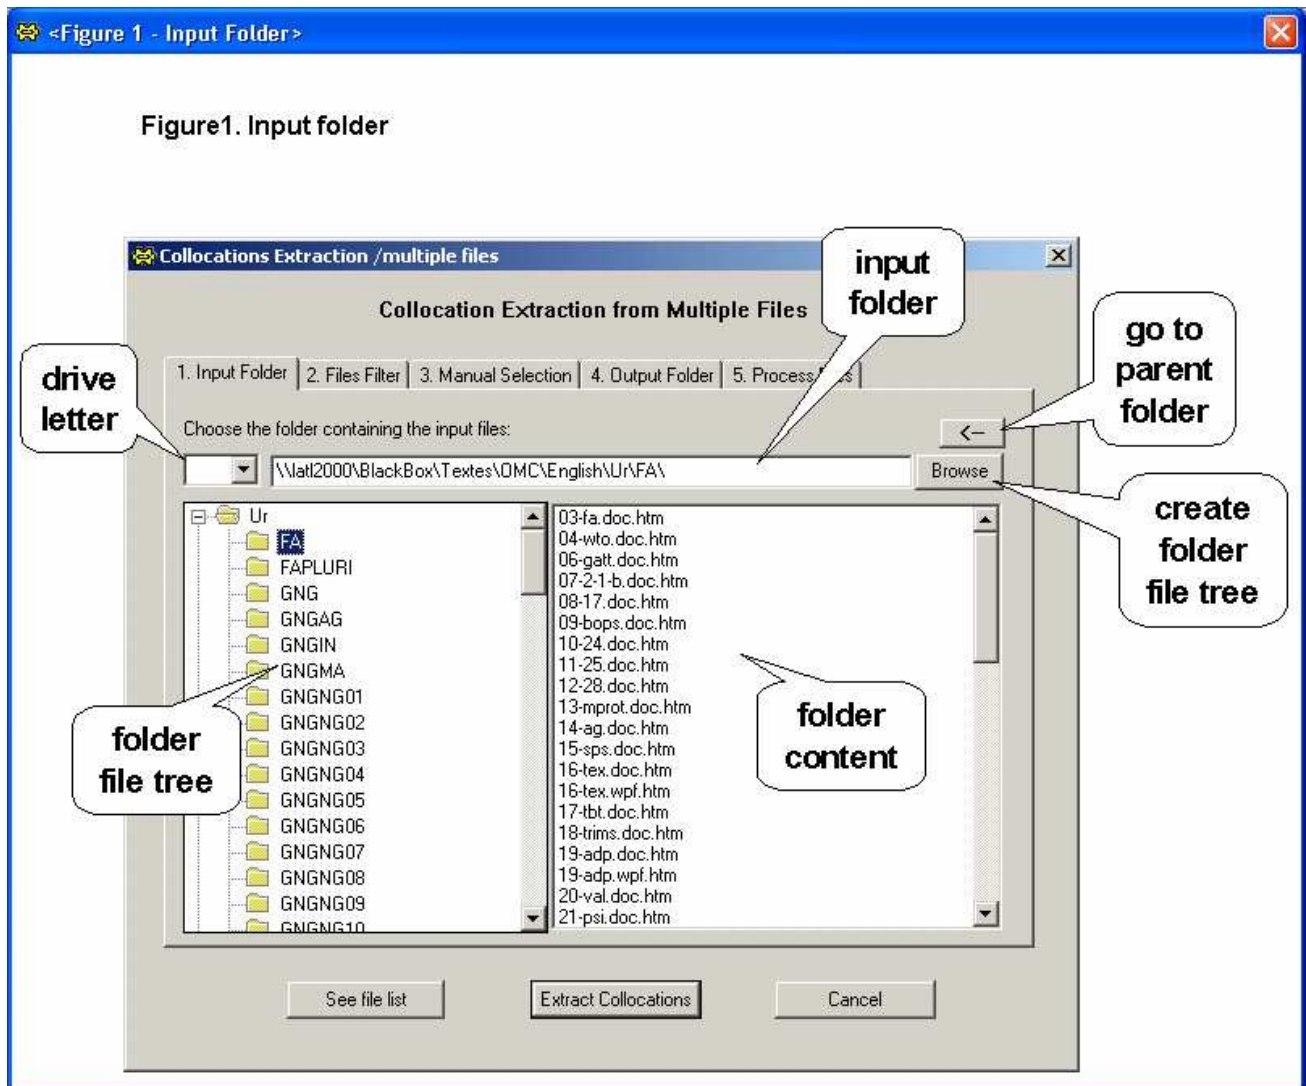 <Figure 1 - Input Folder>
Figure1. Input folder
Collocations Extraction /multiple files
Collocation Extraction from Multiple Files
input
folder
go to
parent
folder
drive
letter
1. Input Folder
2. Files Filter
3. Manual Selection
4. Output Folder
5. Process
Choose the folder containing the input files:
<--
\\latl2000\BlackBox\Textes\OMC\English\Ur\FA\
Browse
create
folder
file tree
Ur
FA
FAPLURI
GNG
GNGAG
GNGIN
GNGMA
GNGNG01
GNGNG02
GNGNG03
GNGNG04
GNGNG05
GNGNG06
GNGNG07
GNGNG08
GNGNG09
GNGNG10
folder
file tree
03-fa.doc.htm
04-wto.doc.htm
06-gatt.doc.htm
07-2-1-b.doc.htm
08-17.doc.htm
09-bops.doc.htm
10-24.doc.htm
11-25.doc.htm
12-28.doc.htm
13-mprot.doc.htm
14-ag.doc.htm
15-sps.doc.htm
16-tex.doc.htm
16-tex.wpf.htm
17-tbt.doc.htm
18-trims.doc.htm
19-adp.doc.htm
19-adp.wpf.htm
20-val.doc.htm
21-psi.doc.htm
folder
content
See file list
Extract Collocations
Cancel